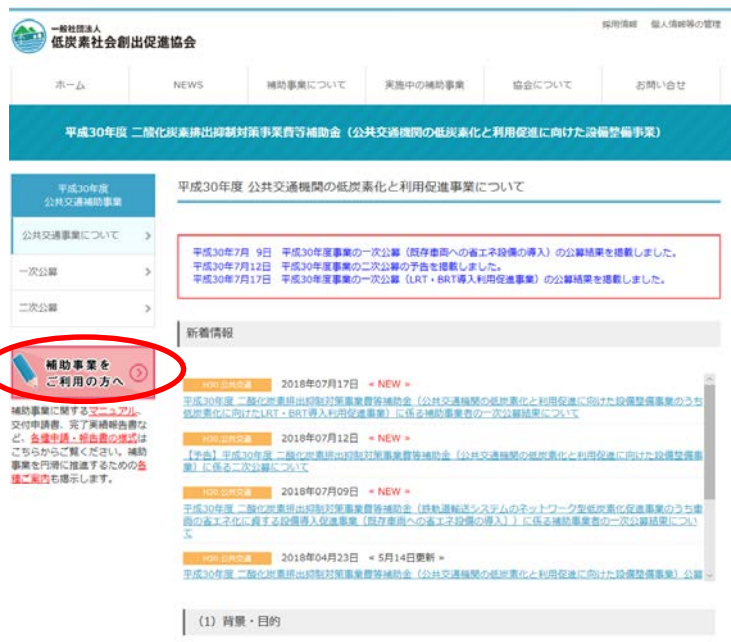 一般社団法人
低炭素社会創出促進協会
採用情報 個人情報等の管理
ホーム NEWS 補助事業について 実施中の補助事業 協会について お問い合せ
平成30年度 二酸化炭素排出抑制対策事業費等補助金（公共交通機関の低炭素化と利用促進に向けた設備整備事業）
平成30年度
公共交通補助事業
公共交通事業について
一次公募
二次公募
補助事業を
ご利用の方へ
補助事業に関するマニュアル、
交付申請書、完了実績報告書な
ど、各種申請・報告書の様式は
こちらからご覧ください。補助
事業を円滑に推進するための各
種ご案内も掲示します。
平成30年度 公共交通機関の低炭素化と利用促進事業について
平成30年7月 9日 平成30年度事業の一次公募（既存車両への省エネ設備の導入）の公募結果を掲載しました。
平成30年7月12日 平成30年度事業の二次公募の予告を掲載しました。
平成30年7月17日 平成30年度事業の一次公募（LRT・BRT導入利用促進事業）の公募結果を掲載しました。
新着情報
H30 公共交通 2018年07月17日 « NEW »
平成30年度 二酸化炭素排出抑制対策事業費等補助金（公共交通機関の低炭素化と利用促進に向けた設備整備事業のうち
低炭素化に向けたLRT・BRT導入利用促進事業）に係る補助事業者の一次公募結果について
H30 公共交通 2018年07月12日 « NEW »
【予告】平成30年度 二酸化炭素排出抑制対策事業費等補助金（公共交通機関の低炭素化と利用促進に向けた設備整備事
業）に係る二次公募について
H30 公共交通 2018年07月09日 « NEW »
平成30年度 二酸化炭素排出抑制対策事業費等補助金（鉄軌道輸送システムのネットワーク型低炭素化促進事業のうち車
両の省エネ化に資する設備導入促進事業（既存車両への省エネ設備の導入））に係る補助事業者の一次公募結果につい
て
H30 公共交通 2018年04月23日 « 5月14日更新 »
平成30年度 二酸化炭素排出抑制対策事業費等補助金（公共交通機関の低炭素化と利用促進に向けた設備整備事業）公募
（1）背景・目的